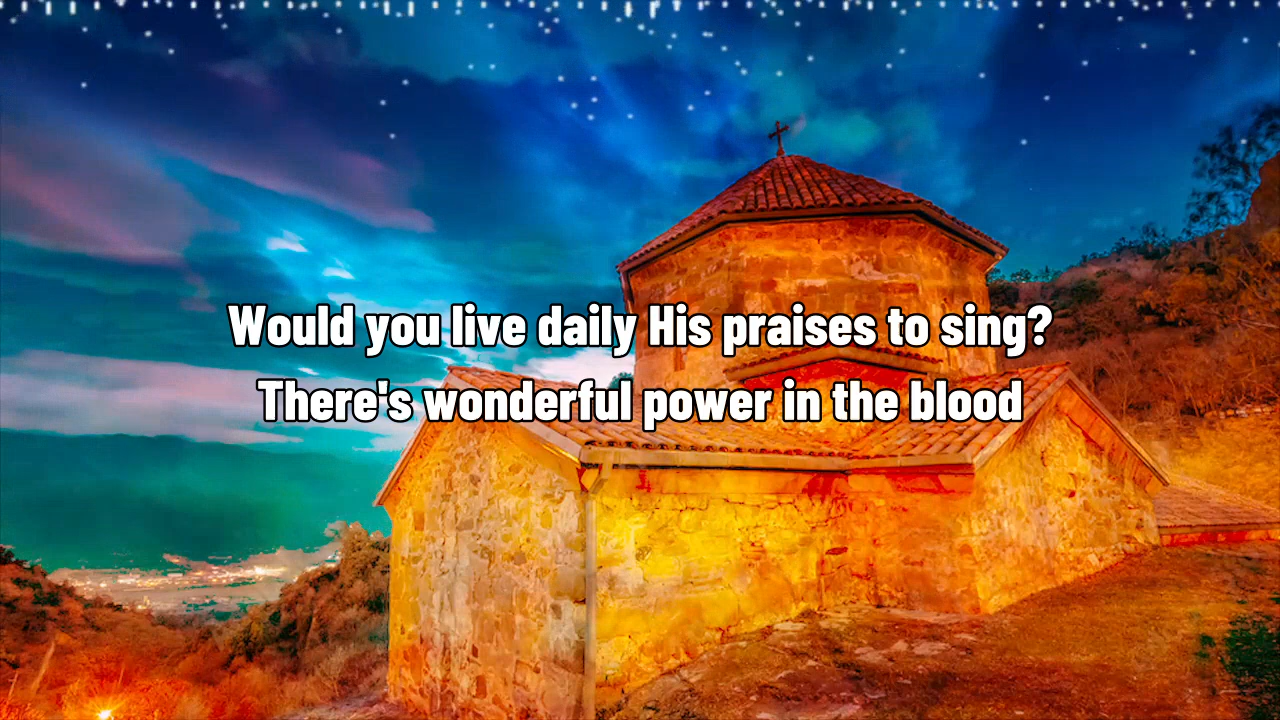 Would you live daily His praises to sing?
There's wonderful power in the blood